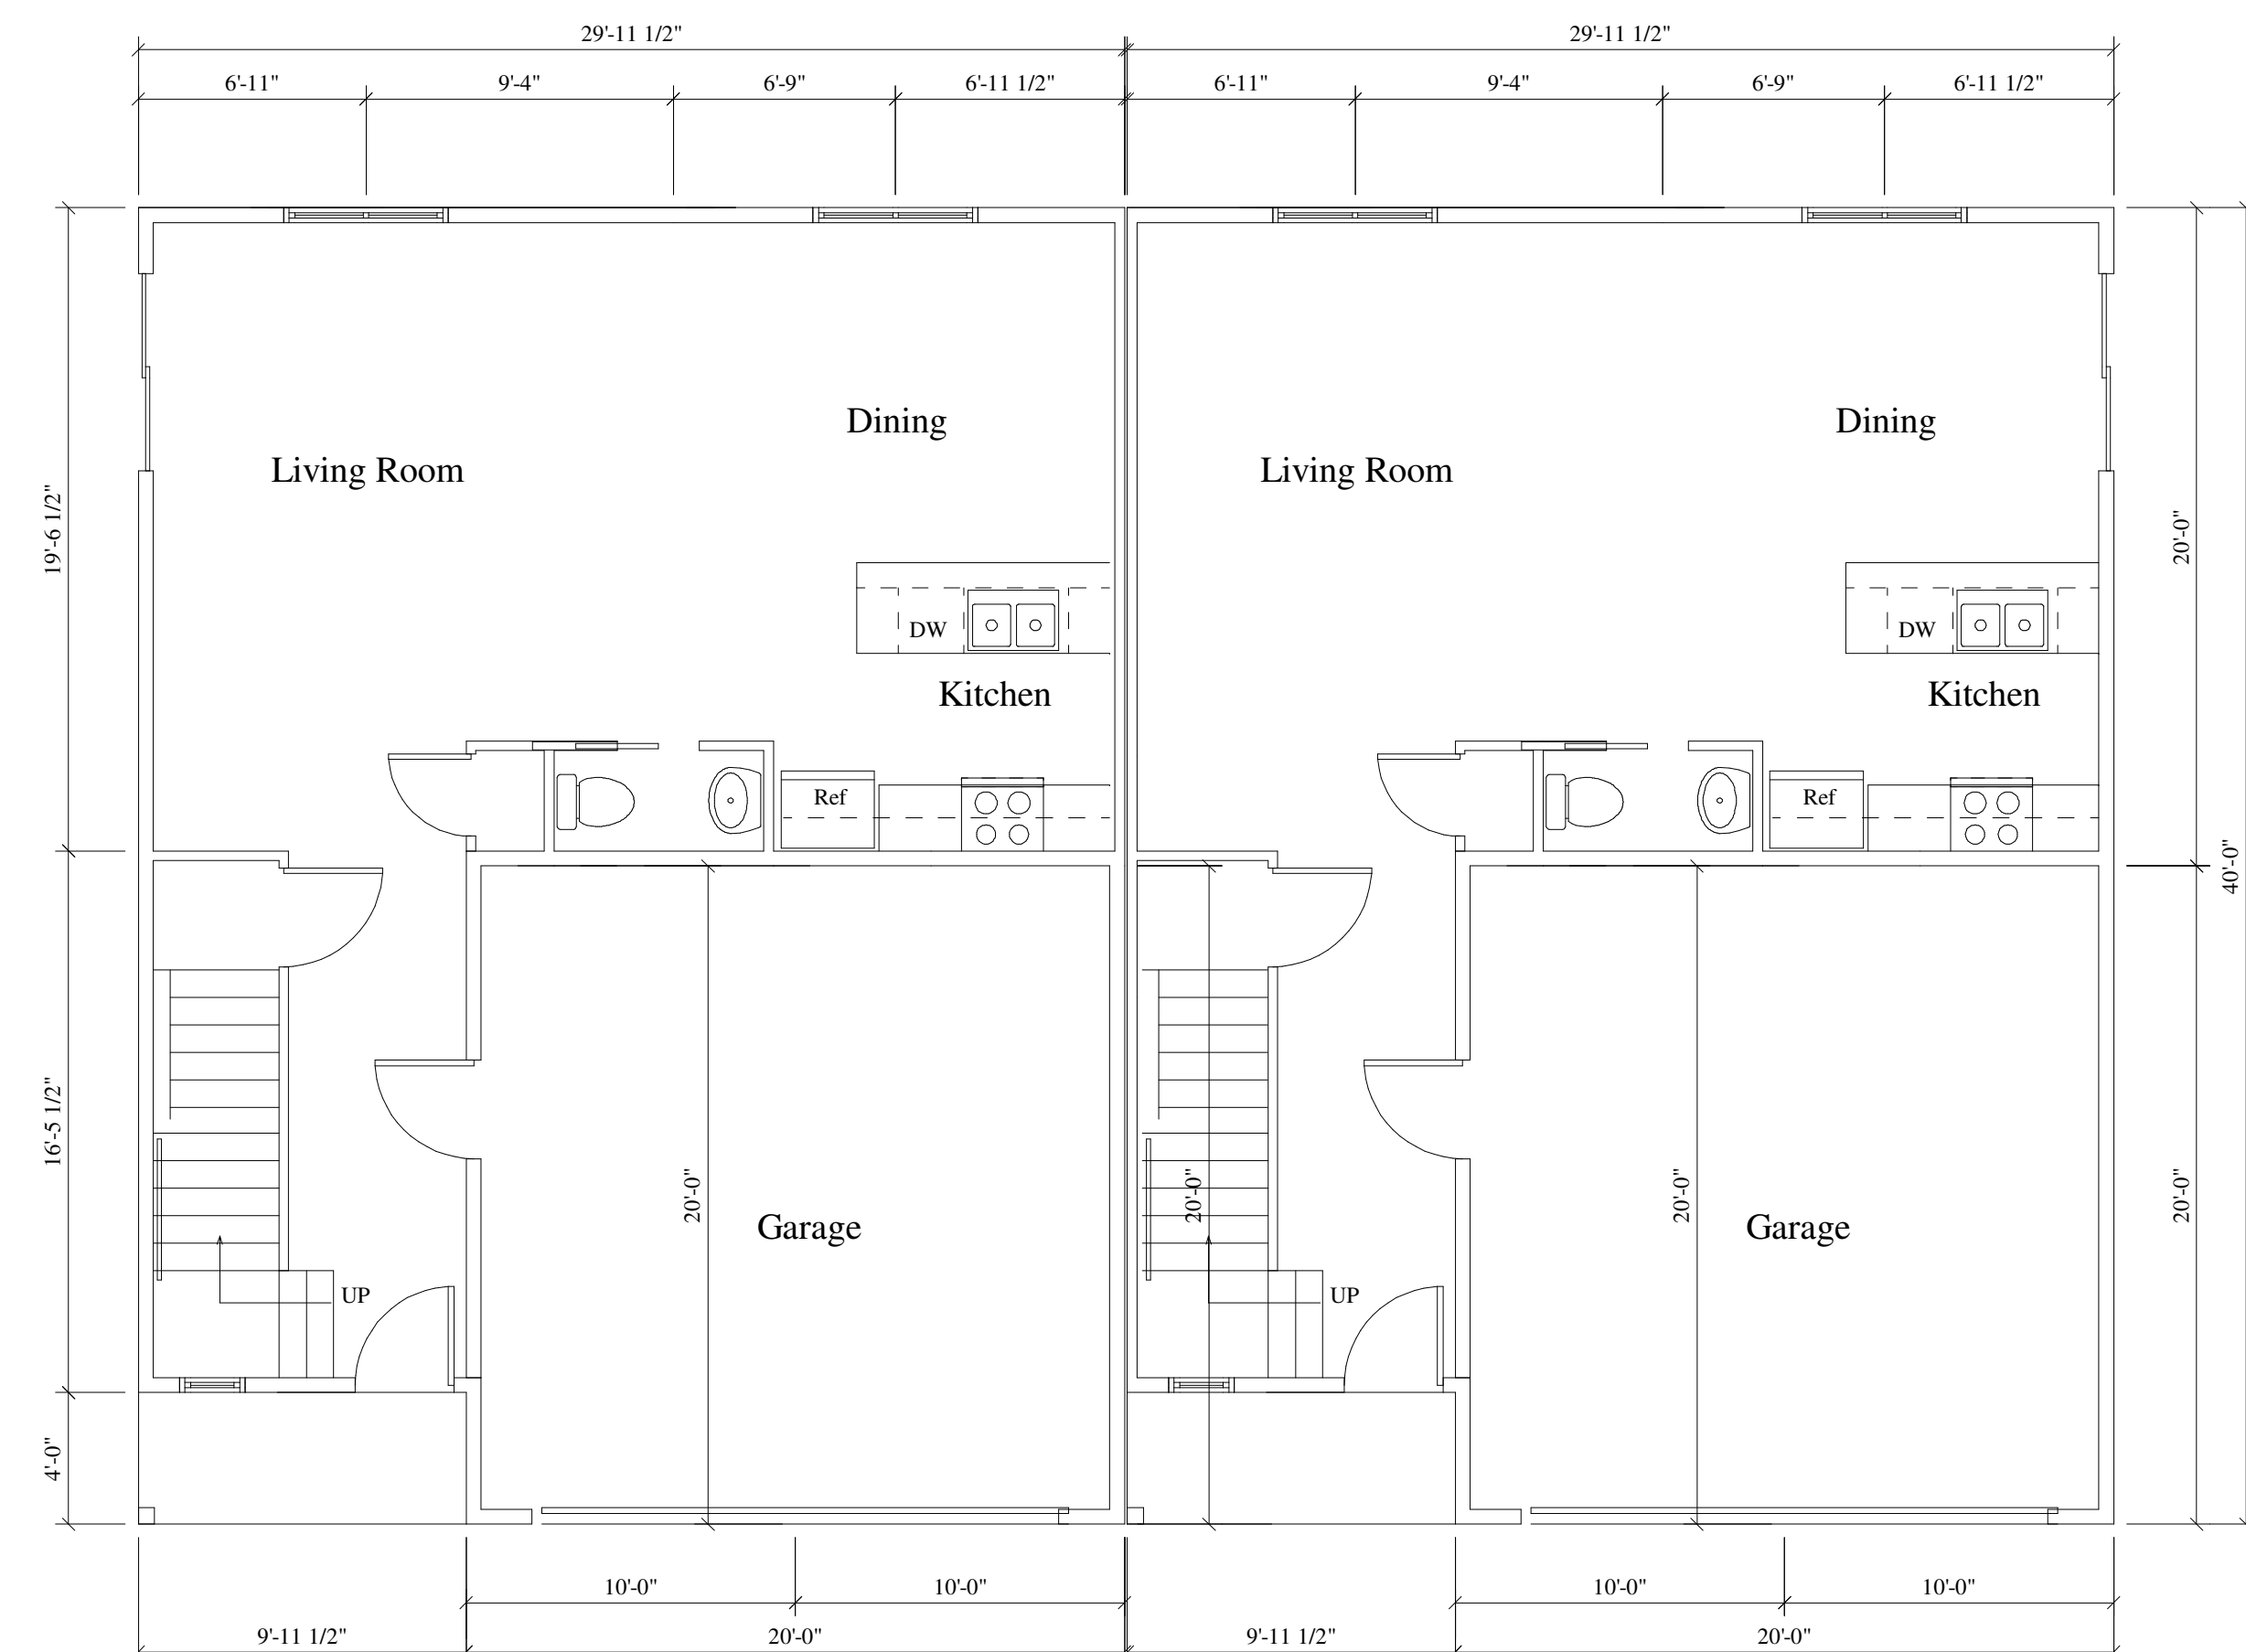 29'-11 1/2" 29'-11 1/2"
6'-11" 9'-4" 6'-9" 6'-11 1/2" 6'-11" 9'-4" 6'-9" 6'-11 1/2"
Dining Dining
Living Room Living Room
19'-6 1/2" 20'-0"
DW DW
Kitchen Kitchen
Ref Ref
40'-0"
16'-5 1/2"
20'-0" 20'-0" 20'-0" 20'-0"
Garage Garage
UP UP
4'-0"
10'-0" 10'-0" 10'-0" 10'-0"
9'-11 1/2" 20'-0" 9'-11 1/2" 20'-0"